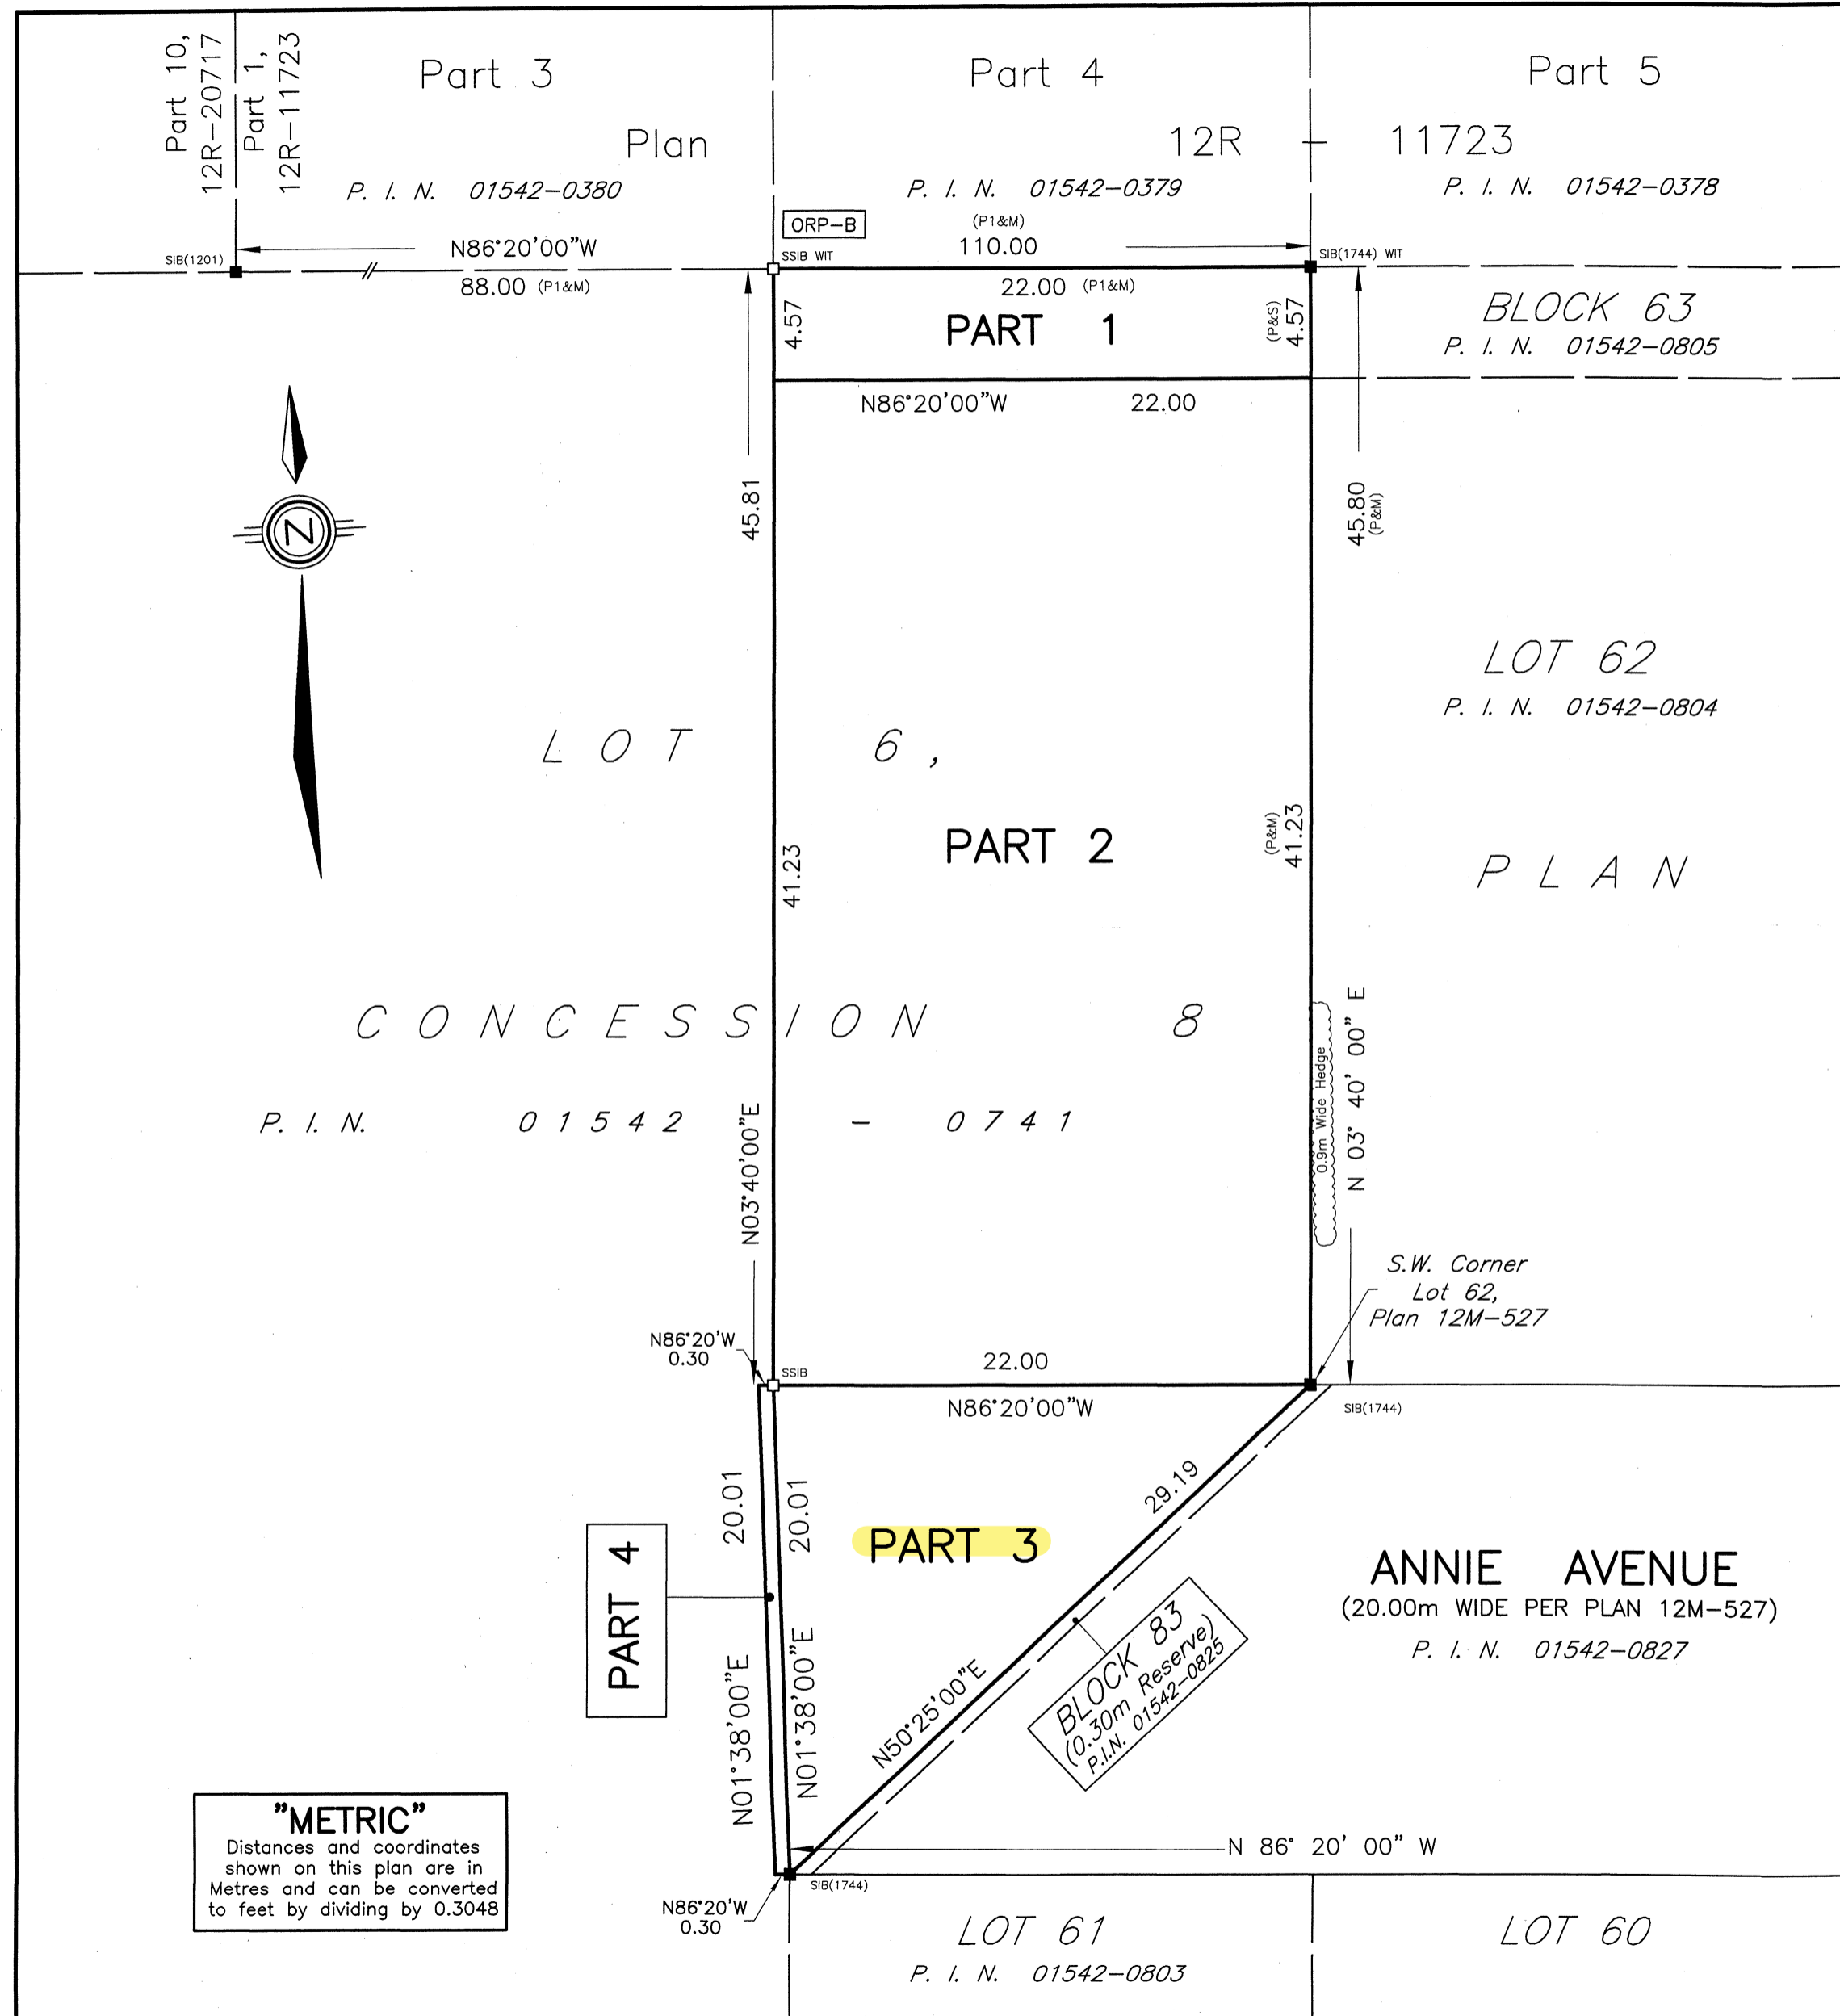 Part 10,
12R-20717
Part 1,
12R-11723
Part 3
Part 4
Part 5
Plan 12R - 11723
P. I. N. 01542-0380
P. I. N. 01542-0379
P. I. N. 01542-0378
ORP-B
(P1&M)
110.00
SIB(1201)
N86°20'00"W
SSIB WIT
SIB(1744) WIT
88.00 (P1&M)
22.00 (P1&M)
4.57
PART 1
(P&S)
4.57
BLOCK 63
P. I. N. 01542-0805
N86°20'00"W 22.00
Z
45.81
45.80
(P&M)
LOT 62
P. I. N. 01542-0804
LOT 6,
PART 2
41.23
(P&M)
41.23
PLAN
CONCESSION 8
P. I. N. 01542 - 0741
N03°40'00"E
0.9m Wide Hedge
N 03° 40' 00" E
S.W. Corner
Lot 62,
Plan 12M-527
N86°20'W
0.30
SSIB
22.00
N86°20'00"W
SIB(1744)
20.01
20.01
29.19
PART 3
PART 4
ANNIE AVENUE
(20.00m WIDE PER PLAN 12M-527)
P. I. N. 01542-0827
N01°38'00"E
N01°38'00"E
N50°25'00"E
BLOCK 83
(0.30m Reserve)
P.I.N. 01542-0825
"METRIC"
Distances and coordinates
shown on this plan are in
Metres and can be converted
to feet by dividing by 0.3048
N 86° 20' 00" W
SIB(1744)
N86°20'W
0.30
LOT 61
P. I. N. 01542-0803
LOT 60